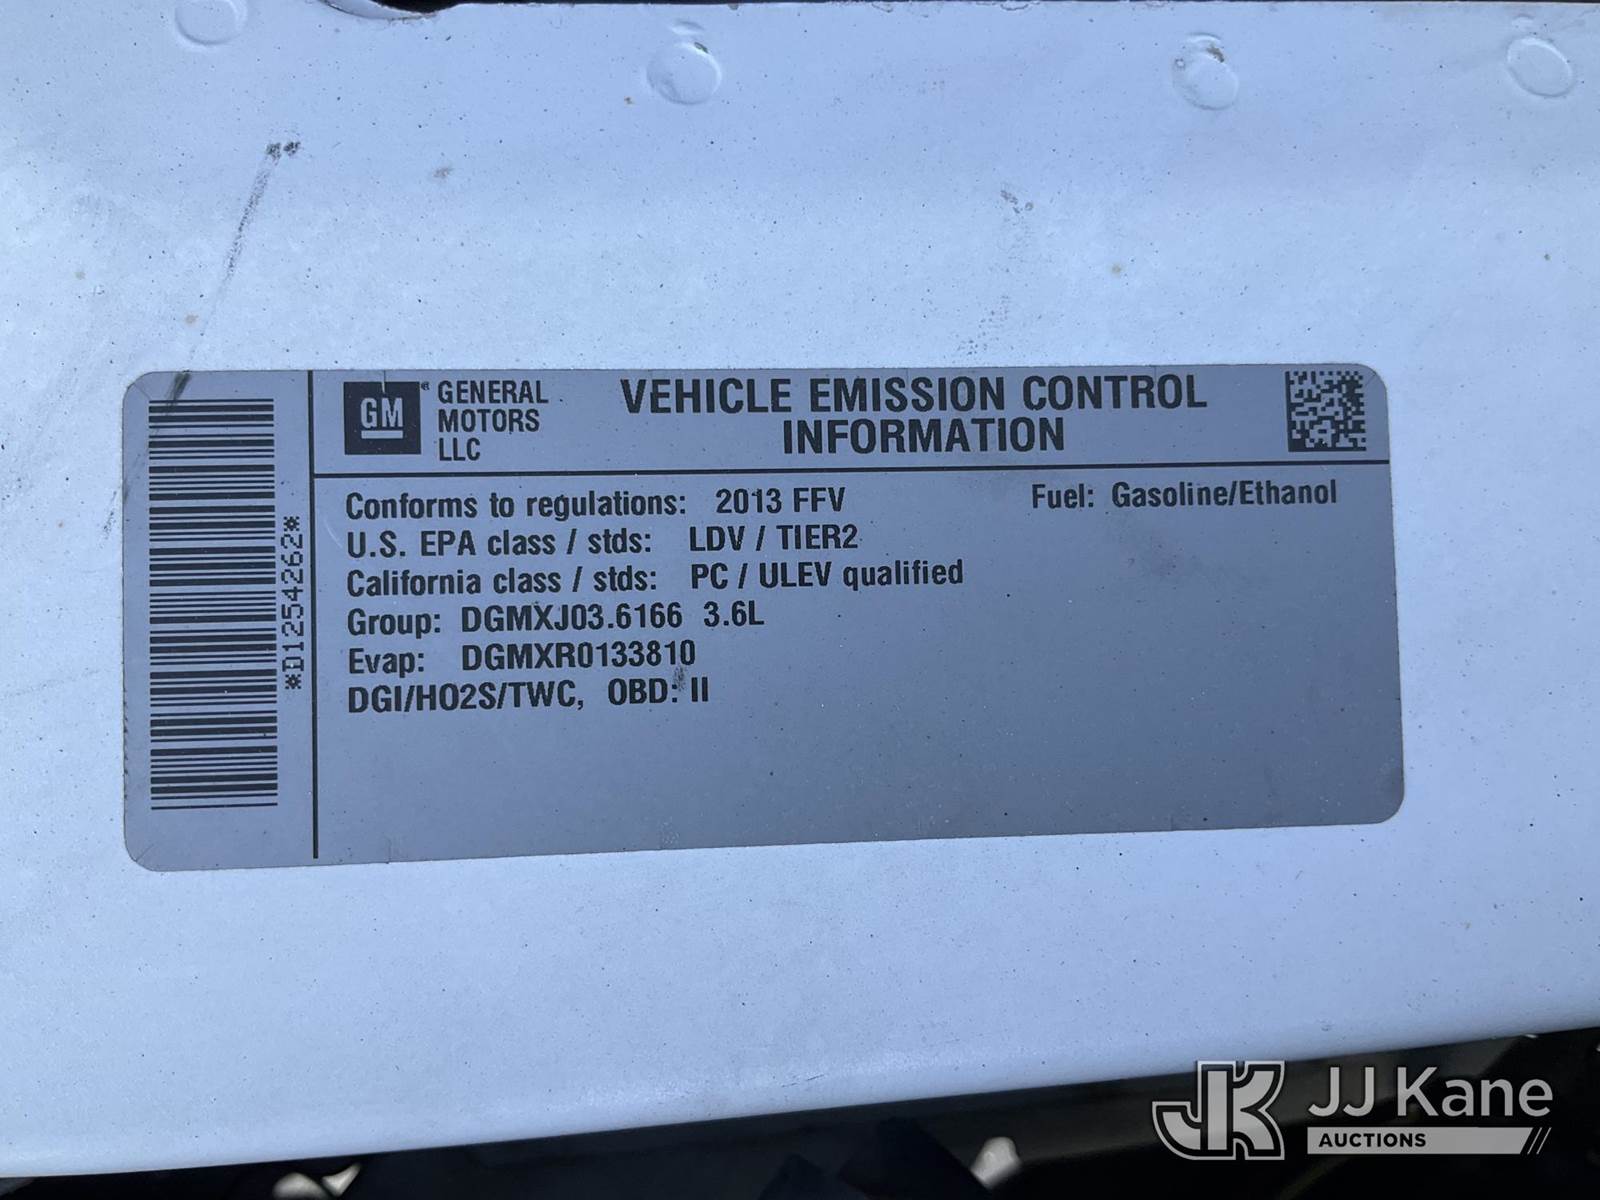 *D1254262*
GM
GENERAL
MOTORS
LLC
VEHICLE EMISSION CONTROL
INFORMATION
Conforms to regulations: 2013 FFV
Fuel: Gasoline/Ethanol
U.S. EPA class / stds: LDV / TIER2
California class / stds: PC / ULEV qualified
Group: DGMXJ03.6166 3.6L
Evap: DGMXR0133810
DGI/HO2S/TWC, OBD: II
JK
JJ Kane
AUCTIONS